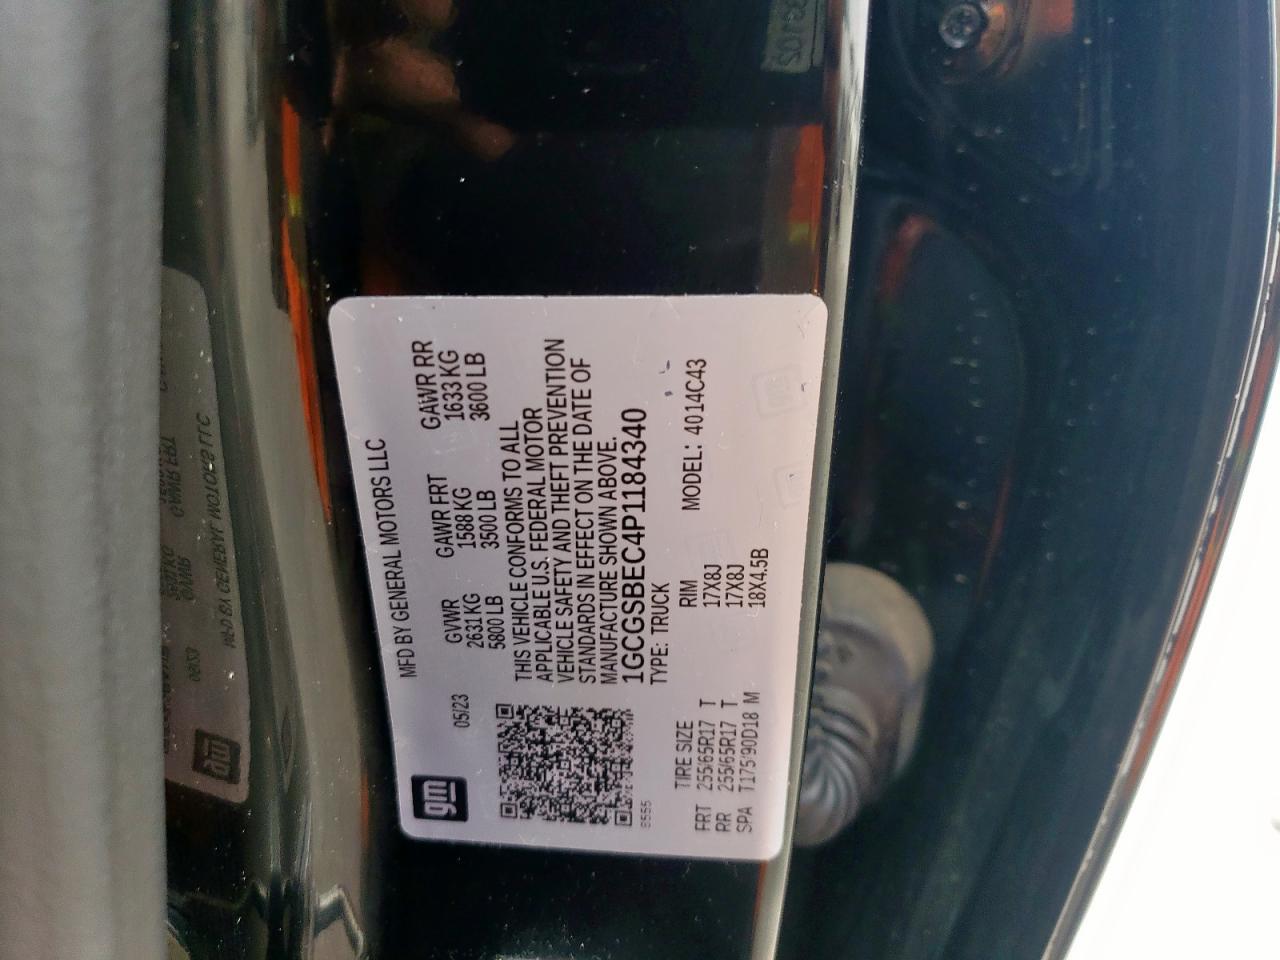 gm
MFD BY GENERAL MOTORS LLC
05/23
GVWR GAWR FRT GAWR RR
2631KG 1588 KG 1633 KG
5800 LB 3500 LB 3600 LB
THIS VEHICLE CONFORMS TO ALL
APPLICABLE U.S. FEDERAL MOTOR
VEHICLE SAFETY AND THEFT PREVENTION
STANDARDS IN EFFECT ON THE DATE OF
MANUFACTURE SHOWN ABOVE.
1GCGSBEC4P1184340
TYPE: TRUCK
MODEL: 4014C43
TIRE SIZE RIM
FRT 255/65R17 T 17X8J
RR 255/65R17 T 17X8J
SPA T175/90D18 M 18X4.5B